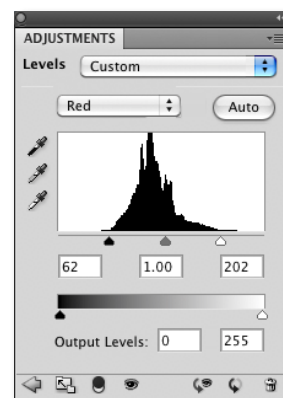 ADJUSTMENTS
Levels Custom
Red Auto
62 1.00 202
Output Levels: 0 255